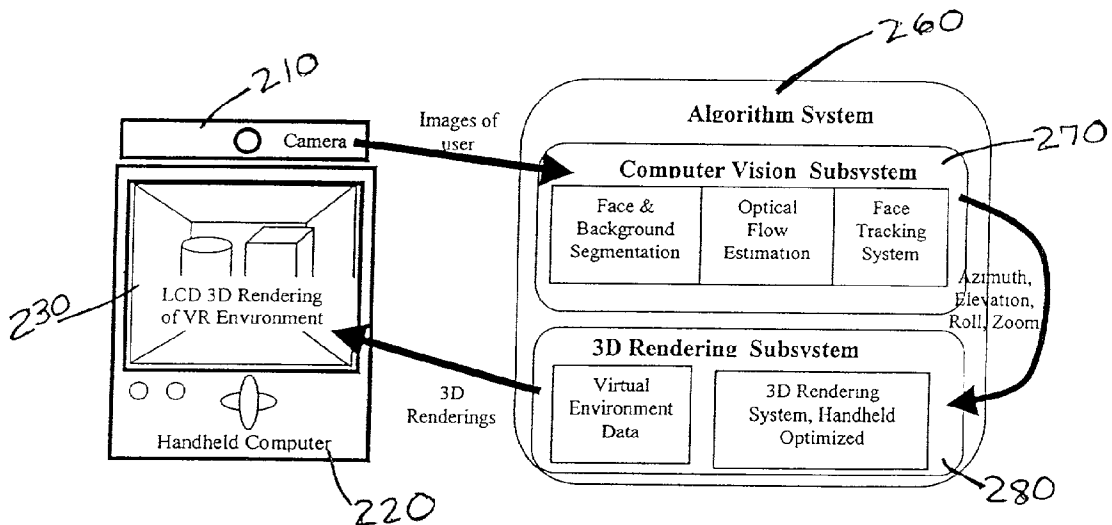 260
210
Camera
Images of
user
Algorithm System
270
Computer Vision Subsystem
Face &
Background
Segmentation
Optical
Flow
Estimation
Face
Tracking
System
230
LCD 3D Rendering
of VR Environment
Azimuth,
Elevation,
Roll, Zoom
3D Rendering Subsystem
3D
Renderings
Virtual
Environment
Data
3D Rendering
System, Handheld
Optimized
Handheld Computer
220
280